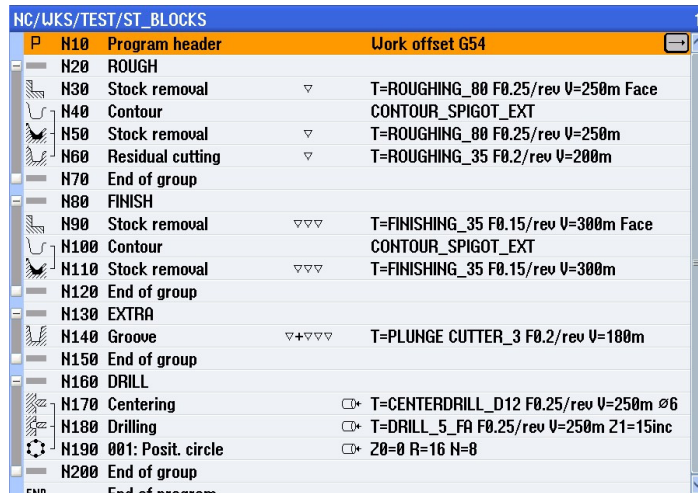 NC/WKS/TEST/ST_BLOCKS 1
P N10 Program header Work offset G54
N20 ROUGH
N30 Stock removal ▽ T=ROUGHING_80 F0.25/rev V=250m Face
N40 Contour CONTOUR_SPIGOT_EXT
N50 Stock removal ▽ T=ROUGHING_80 F0.25/rev V=250m
N60 Residual cutting ▽ T=ROUGHING_35 F0.2/rev V=200m
N70 End of group
N80 FINISH
N90 Stock removal ▽▽▽ T=FINISHING_35 F0.15/rev V=300m Face
N100 Contour CONTOUR_SPIGOT_EXT
N110 Stock removal ▽▽▽ T=FINISHING_35 F0.15/rev V=300m
N120 End of group
N130 EXTRA
N140 Groove ▽+▽▽▽ T=PLUNGE CUTTER_3 F0.2/rev V=180m
N150 End of group
N160 DRILL
N170 Centering T=CENTERDRILL_D12 F0.25/rev V=250m ⌀6
N180 Drilling T=DRILL_5_FA F0.25/rev V=250m Z1=15inc
N190 001: Posit. circle Z0=0 R=16 N=8
N200 End of group
END End of program